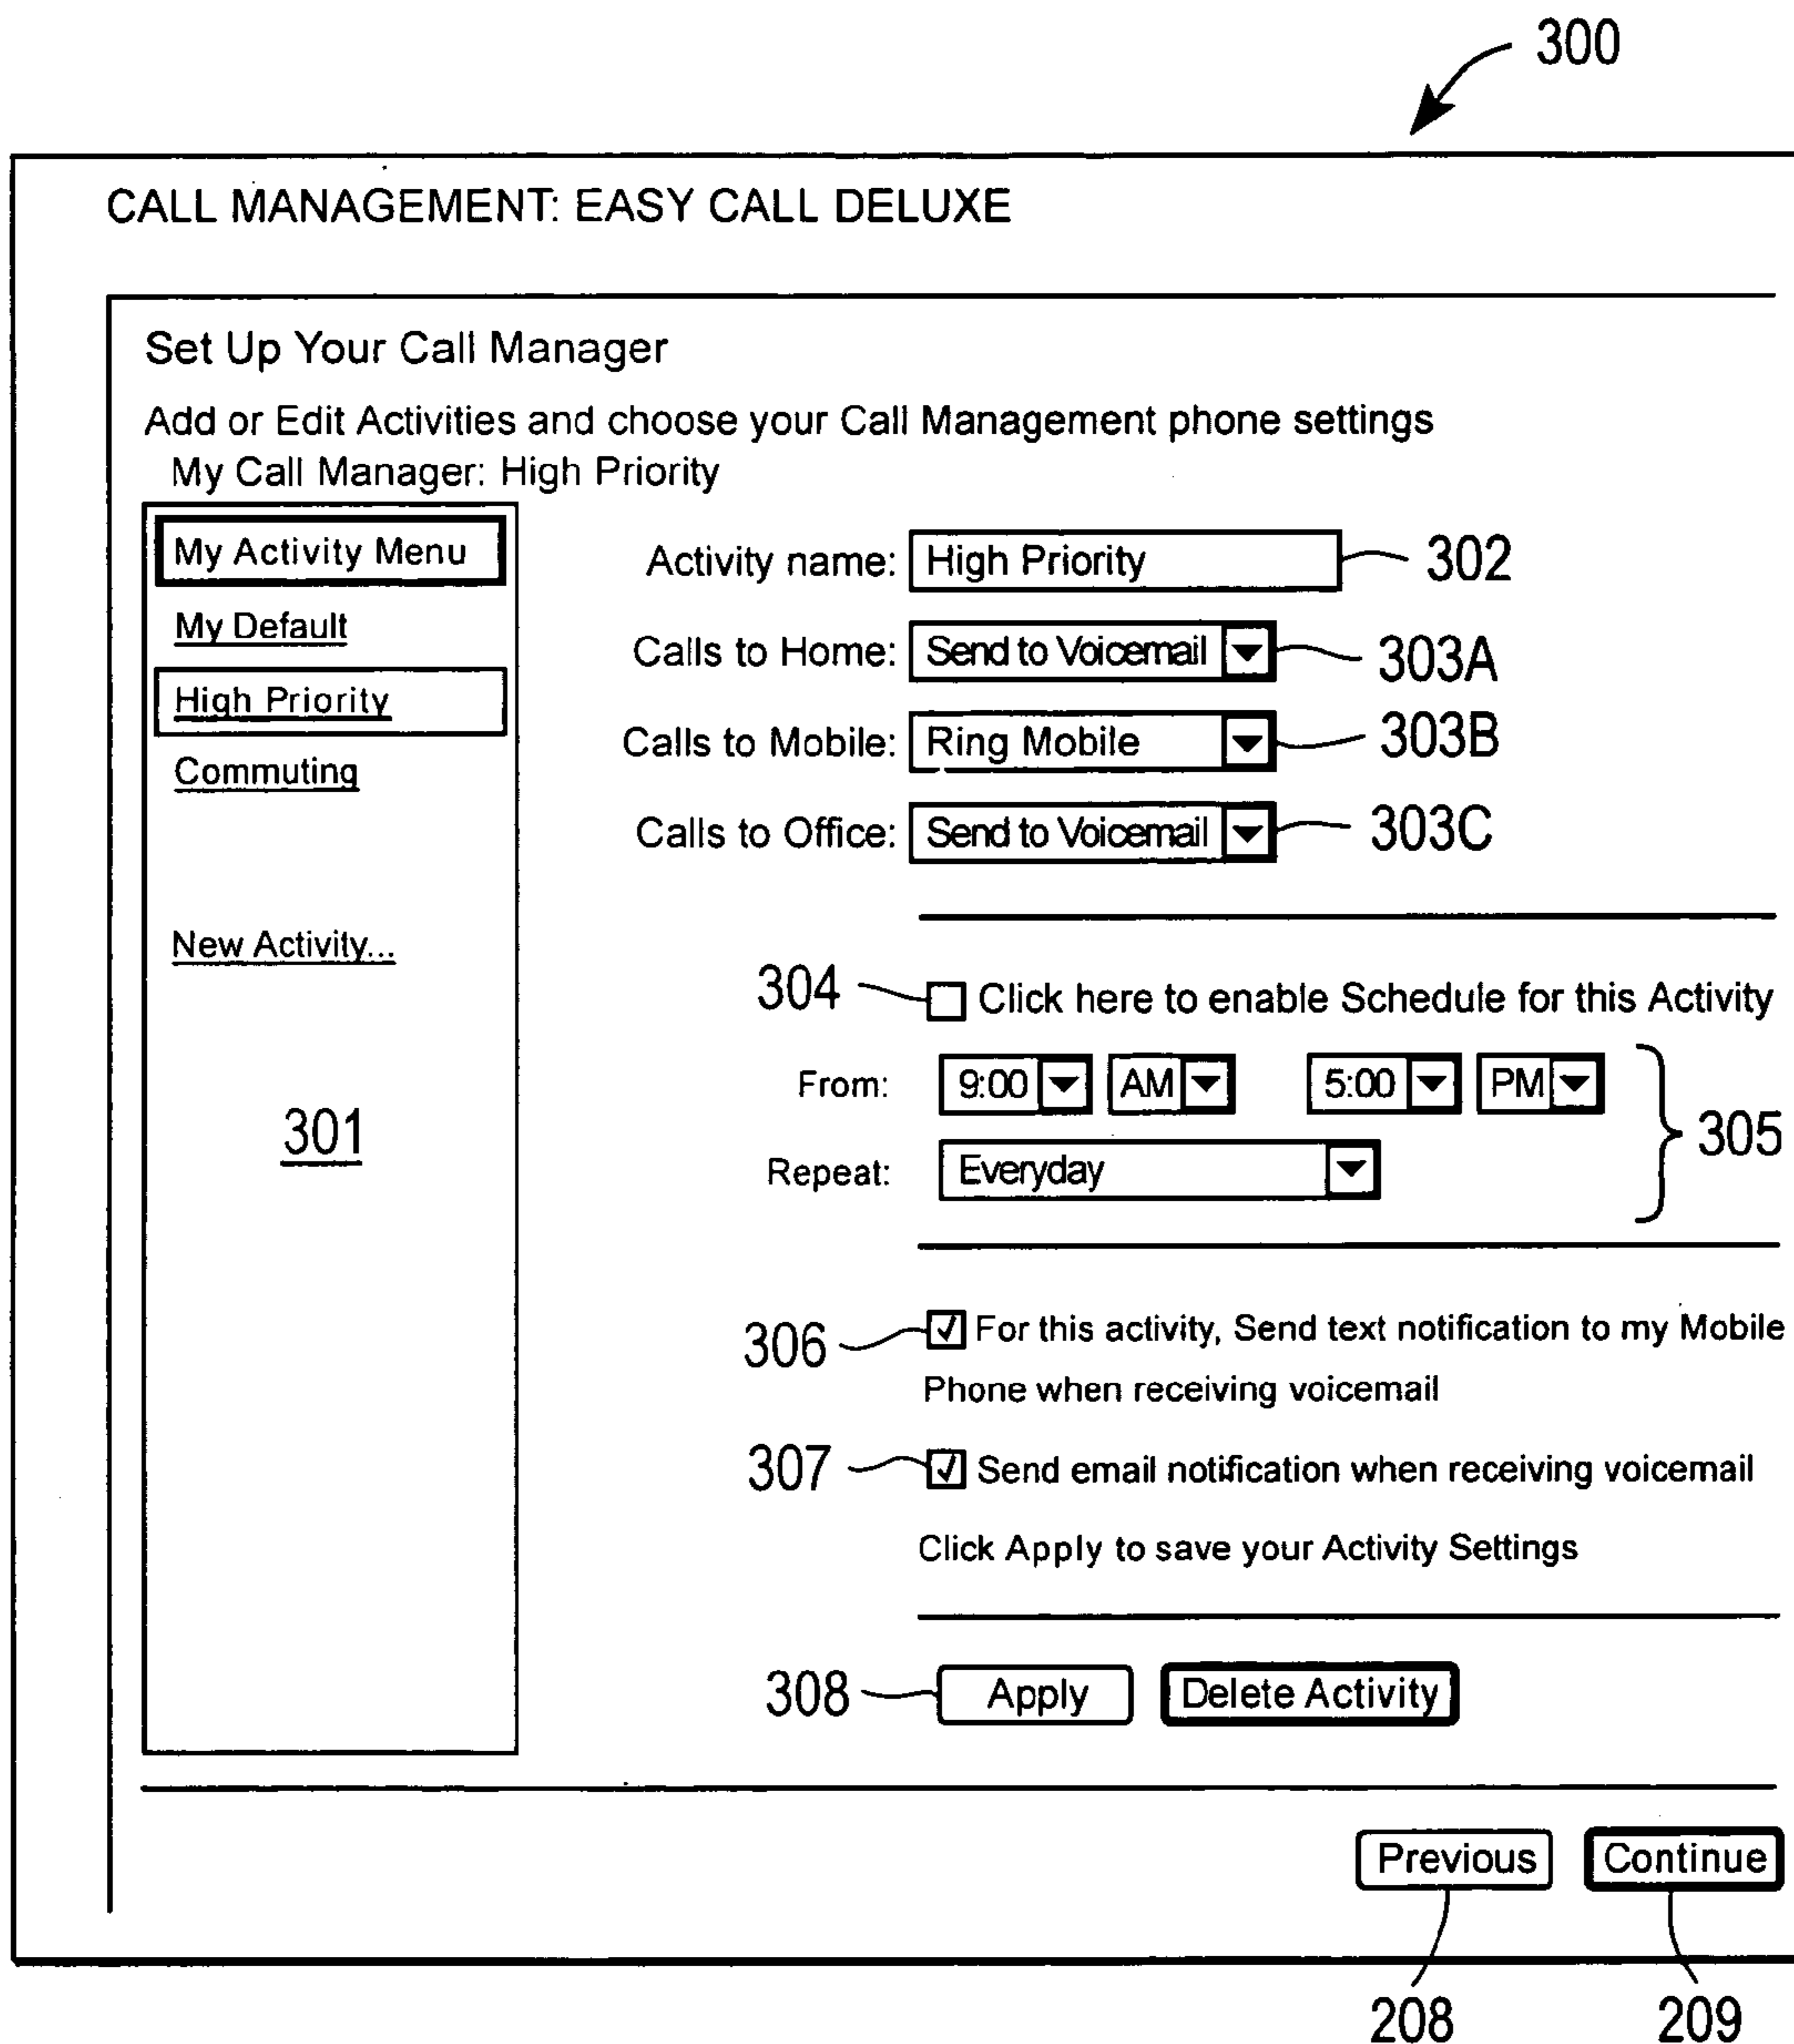 300
CALL MANAGEMENT: EASY CALL DELUXE
Set Up Your Call Manager
Add or Edit Activities and choose your Call Management phone settings
My Call Manager: High Priority
My Activity Menu
My Default
High Priority
Commuting
New Activity...
301
Activity name: High Priority 302
Calls to Home: Send to Voicemail 303A
Calls to Mobile: Ring Mobile 303B
Calls to Office: Send to Voicemail 303C
304 Click here to enable Schedule for this Activity
From: 9:00 AM 5:00 PM
Repeat: Everyday
305
306 For this activity, Send text notification to my Mobile
Phone when receiving voicemail
307 Send email notification when receiving voicemail
Click Apply to save your Activity Settings
308 Apply Delete Activity
Previous Continue
208 209